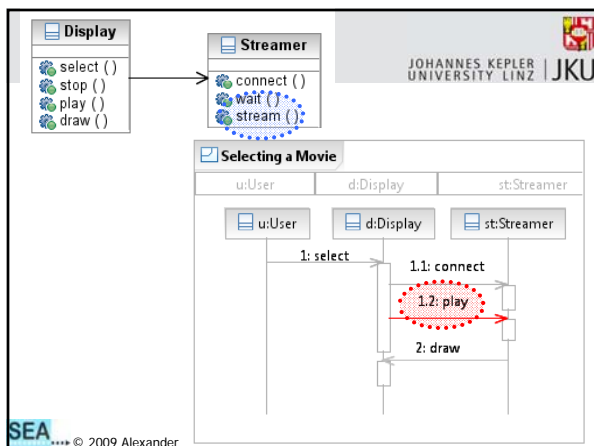 Display
select ( )
stop ( )
play ( )
draw ( )
Streamer
connect ( )
wait ( )
stream ( )
JOHANNES KEPLER
UNIVERSITY LINZ
JKU
Selecting a Movie
u:User d:Display st:Streamer
u:User d:Display st:Streamer
1: select
1.1: connect
1.2: play
2: draw
SEA
© 2009 Alexander